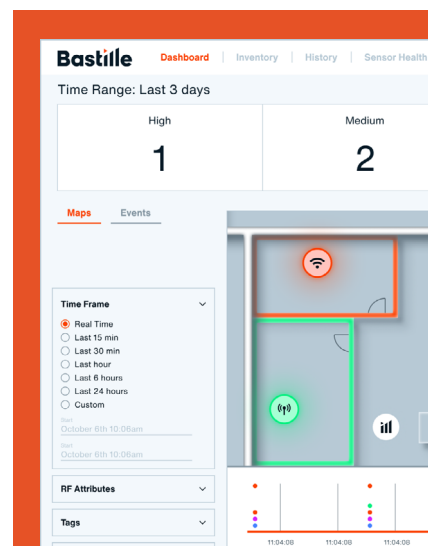 Bastille Dashboard Inventory History Sensor Health
Time Range: Last 3 days
High Medium
1 2
Maps Events
Time Frame
Real Time
Last 15 min
Last 30 min
Last hour
Last 6 hours
Last 24 hours
Custom
Start
October 6th 10:06am
Start
October 6th 10:06am
RF Attributes
Tags
11:04:08 11:04:08 11:04:08